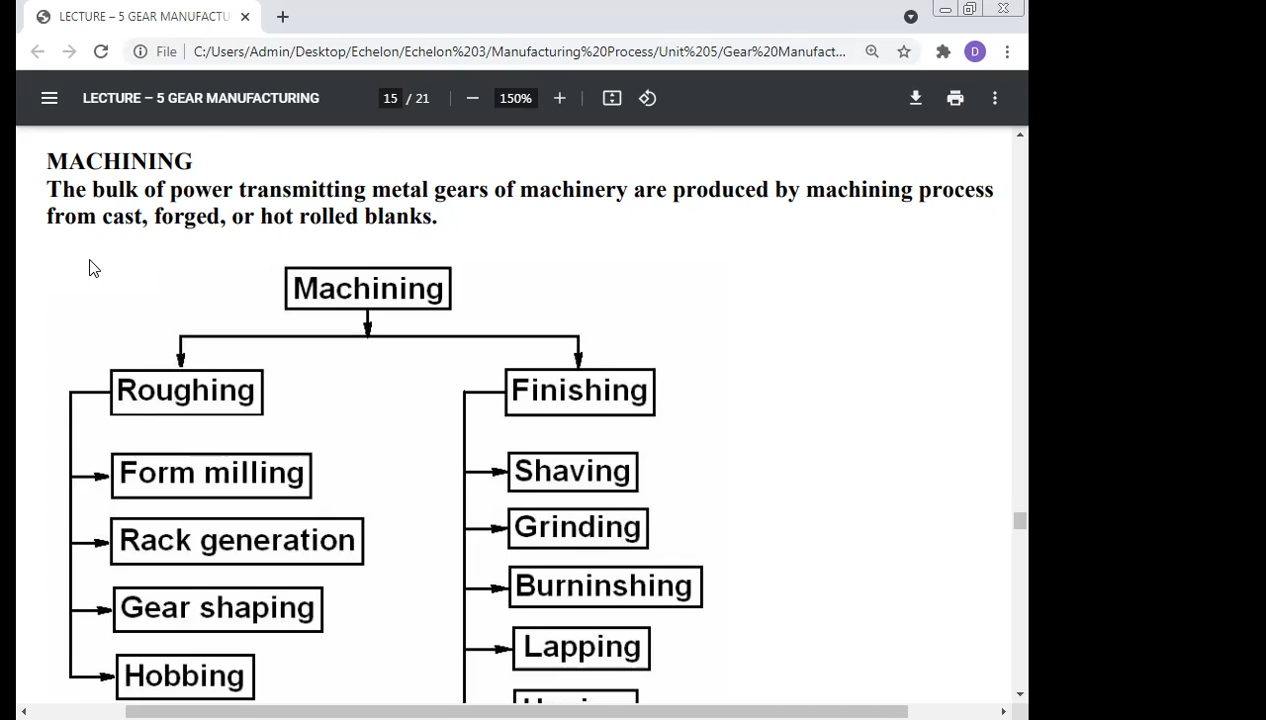 LECTURE – 5 GEAR MANUFACTU
File C:/Users/Admin/Desktop/Echelon/Echelon%203/Manufacturing%20Process/Unit%205/Gear%20Manufact... D
LECTURE – 5 GEAR MANUFACTURING 15 / 21 150%
MACHINING
The bulk of power transmitting metal gears of machinery are produced by machining process
from cast, forged, or hot rolled blanks.
Machining
Roughing Finishing
Form milling Shaving
Grinding
Rack generation
Burninshing
Gear shaping
Lapping
Hobbing